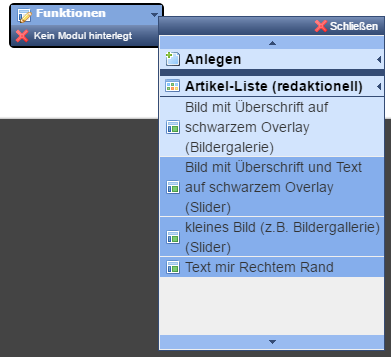 Funktionen
Kein Modul hinterlegt
Schließen
Anlegen
Artikel-Liste (redaktionell)
Bild mit Überschrift auf
schwarzem Overlay
(Bildergalerie)
Bild mit Überschrift und Text
auf schwarzem Overlay
(Slider)
kleines Bild (z.B. Bildergallerie)
(Slider)
Text mir Rechtem Rand